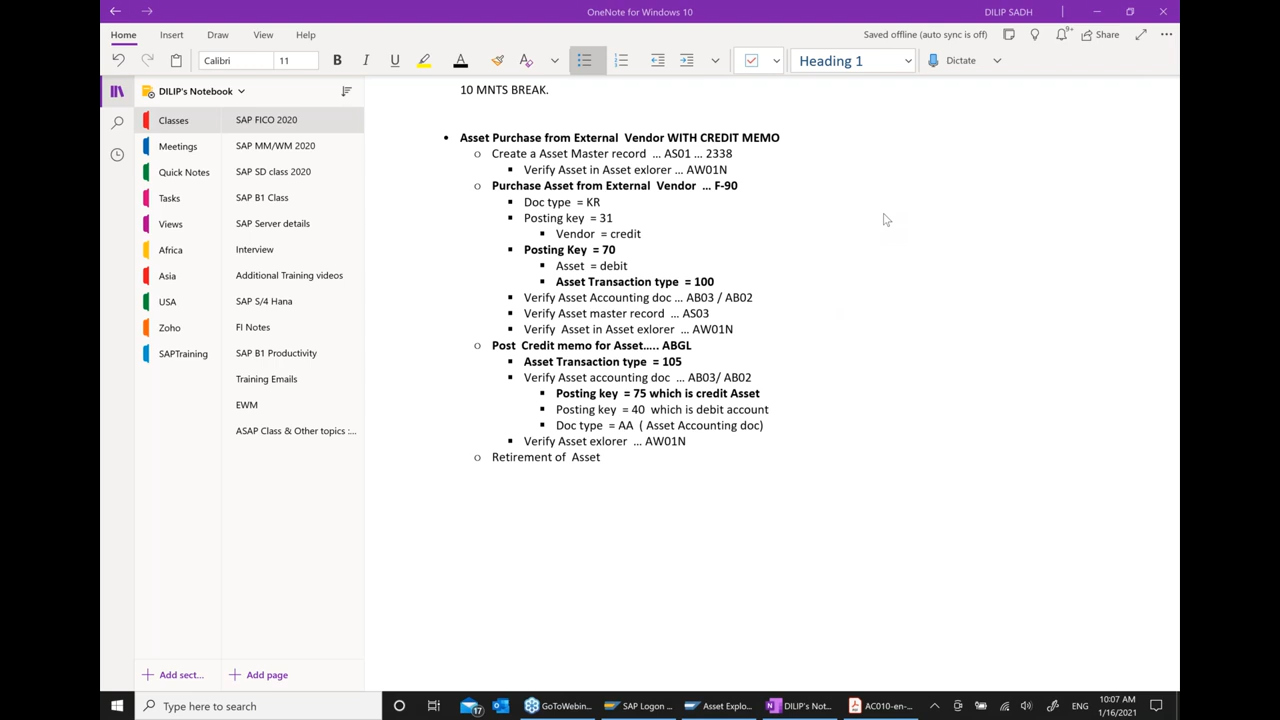 OneNote for Windows 10
DILIP SADH
Home
Insert
Draw
View
Help
Saved offline (auto sync is off)
Share
Calibri
11
B
I
U
A
Heading 1
Dictate
DILIP's Notebook
Classes
Meetings
Quick Notes
Tasks
Views
Africa
Asia
USA
Zoho
SAPTraining
Add sect...
SAP FICO 2020
SAP MM/WM 2020
SAP SD class 2020
SAP B1 Class
SAP Server details
Interview
Additional Training videos
SAP S/4 Hana
FI Notes
SAP B1 Productivity
Training Emails
EWM
ASAP Class & Other topics :...
Add page
10 MNTS BREAK.
Asset Purchase from External Vendor WITH CREDIT MEMO
Create a Asset Master record ... AS01 ... 2338
Verify Asset in Asset exlorer ... AW01N
Purchase Asset from External Vendor ... F-90
Doc type = KR
Posting key = 31
Vendor = credit
Posting Key = 70
Asset = debit
Asset Transaction type = 100
Verify Asset Accounting doc ... AB03 / AB02
Verify Asset master record ... AS03
Verify Asset in Asset exlorer ... AW01N
Post Credit memo for Asset..... ABGL
Asset Transaction type = 105
Verify Asset accounting doc ... AB03/ AB02
Posting key = 75 which is credit Asset
Posting key = 40 which is debit account
Doc type = AA ( Asset Accounting doc)
Verify Asset exlorer ... AW01N
Retirement of Asset
Type here to search
17
GoToWebin...
SAP Logon ...
Asset Explo...
DILIP's Not...
AC010-en-...
ENG
10:07 AM
1/16/2021